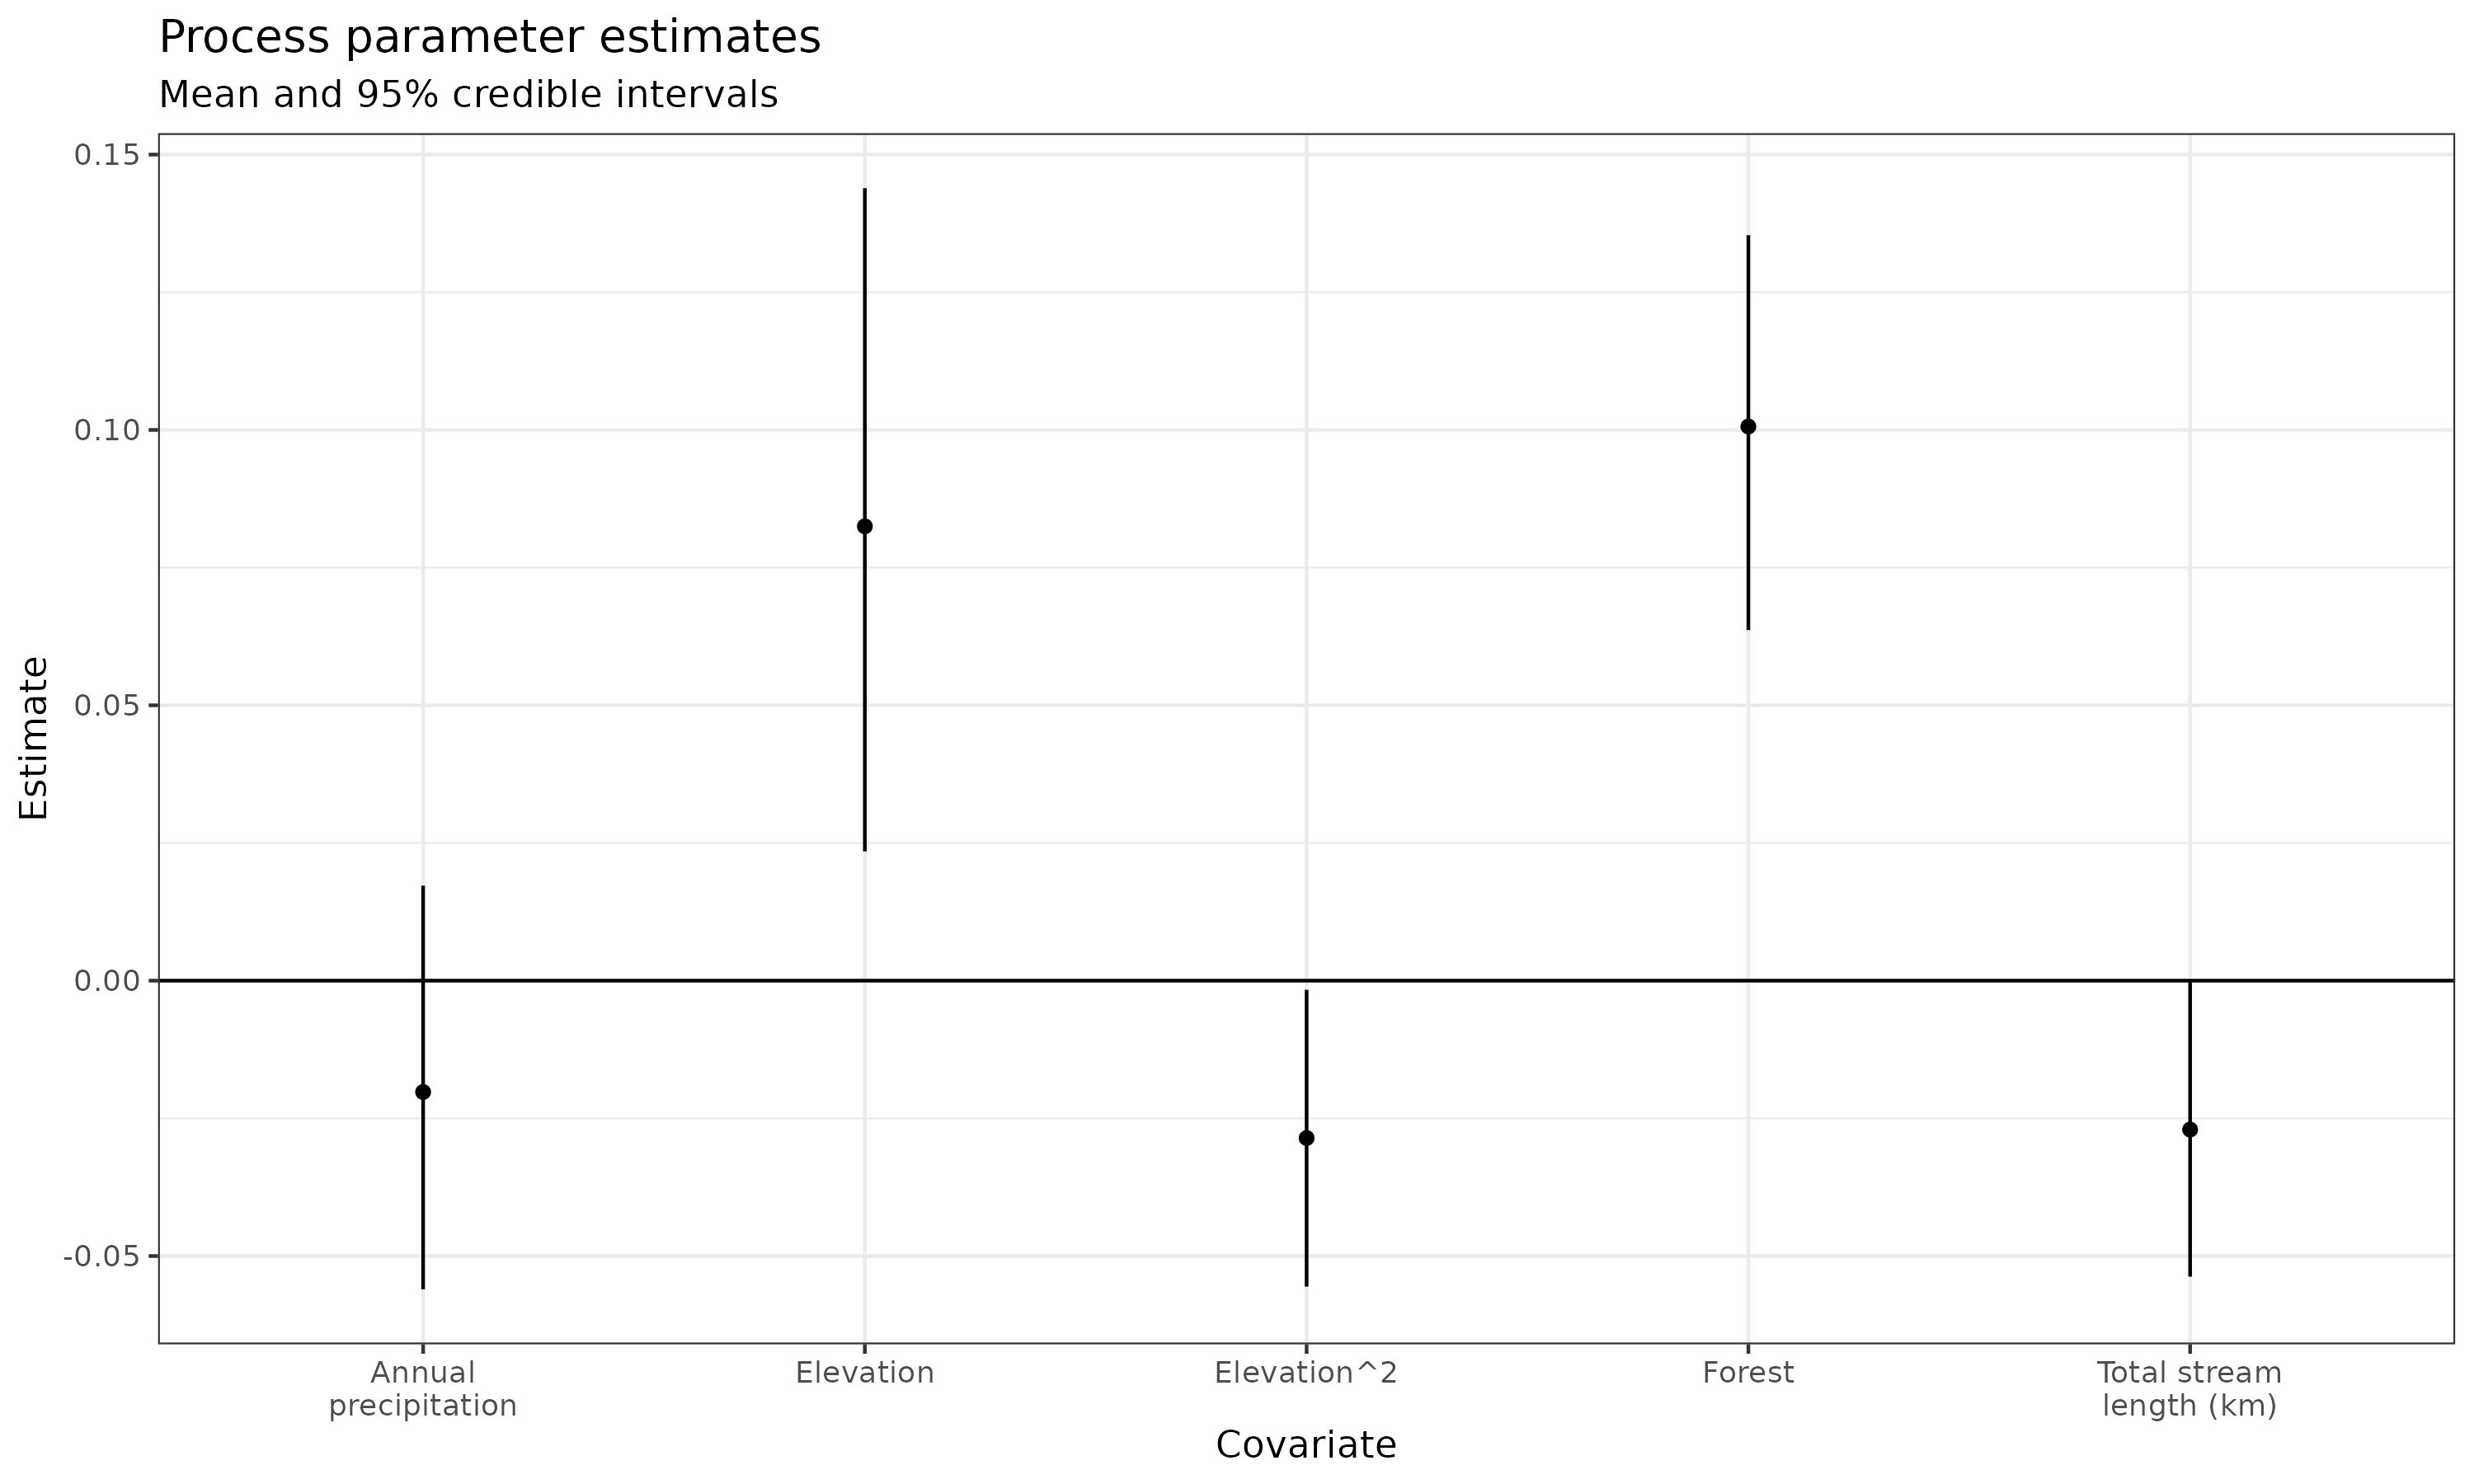 Process parameter estimates
Mean and 95% credible intervals
0.15
0.10
0.05
0.00
-0.05
Estimate
Annual
precipitation
Elevation
Elevation^2
Forest
Total stream
length (km)
Covariate